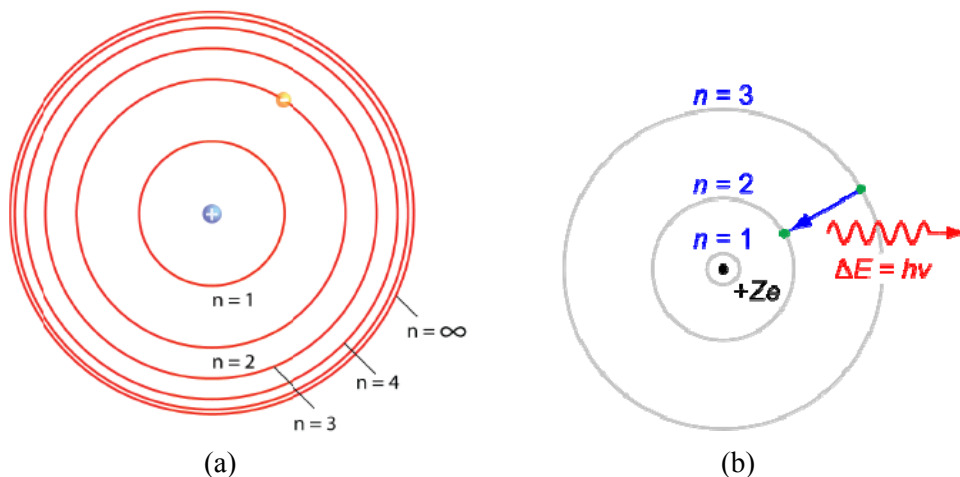 +
n = 1
n = 2
n = 3
n = 4
n = ∞
(a)
n = 3
n = 2
n = 1
+Ze
ΔE = hν
(b)